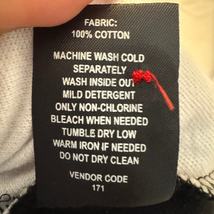 FABRIC:
100% COTTON
MACHINE WASH COLD
SEPARATELY
WASH INSIDE OUT
MILD DETERGENT
ONLY NON-CHLORINE
BLEACH WHEN NEEDED
TUMBLE DRY LOW
WARM IRON IF NEEDED
DO NOT DRY CLEAN
VENDOR CODE
171